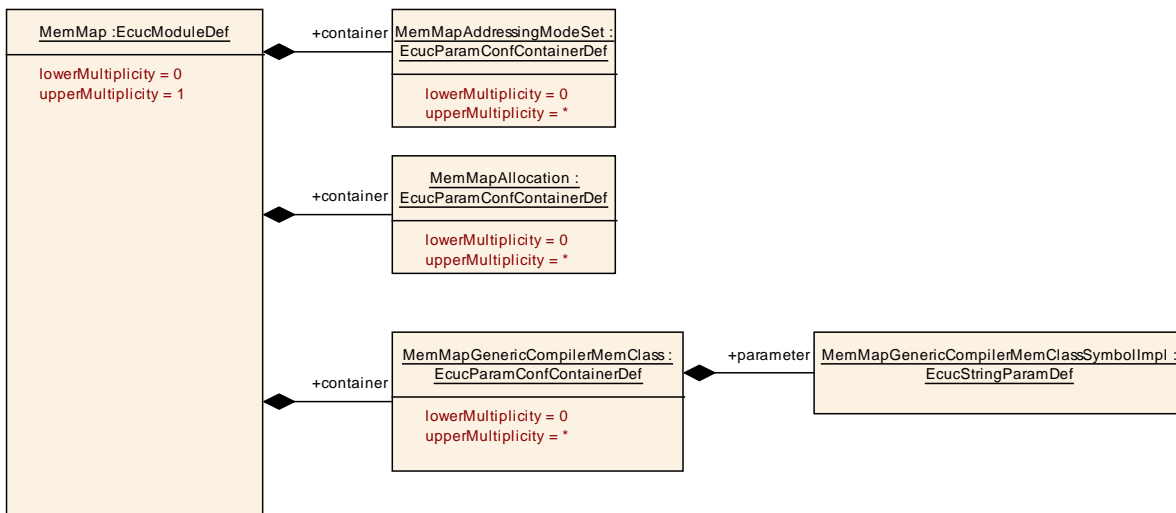 MemMap :EcucModuleDef
lowerMultiplicity = 0
upperMultiplicity = 1
+container
MemMapAddressingModeSet :
EcucParamConfContainerDef
lowerMultiplicity = 0
upperMultiplicity = *
+container
MemMapAllocation :
EcucParamConfContainerDef
lowerMultiplicity = 0
upperMultiplicity = *
+container
MemMapGenericCompilerMemClass :
EcucParamConfContainerDef
lowerMultiplicity = 0
upperMultiplicity = *
+parameter
MemMapGenericCompilerMemClassSymbolImpl :
EcucStringParamDef